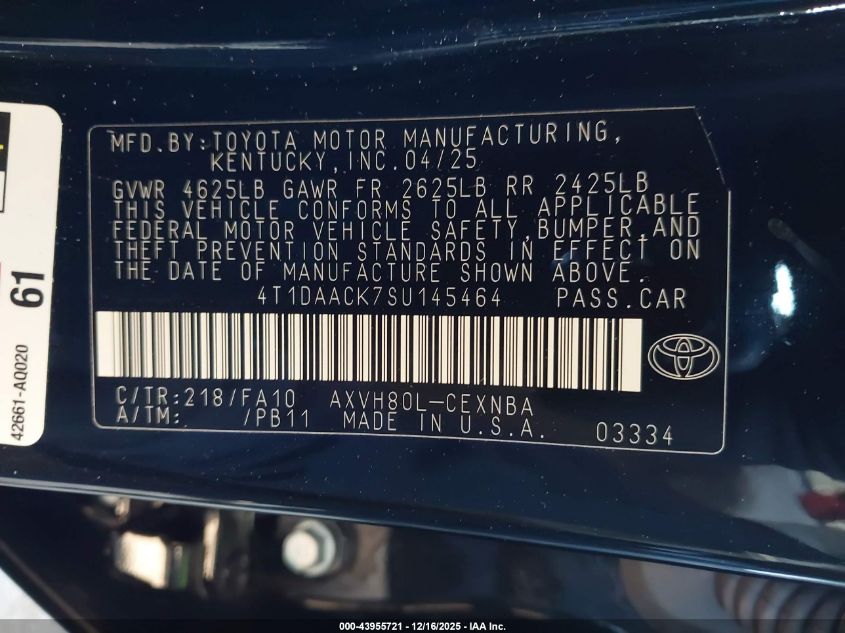 MFD.BY:TOYOTA MOTOR MANUFACTURING,
KENTUCKY,INC.04/25
GVWR 4625LB GAWR FR 2625LB RR 2425LB
THIS VEHICLE CONFORMS TO ALL APPLICABLE
FEDERAL MOTOR VEHICLE SAFETY,BUMPER,AND
THEFT PREVENTION STANDARDS IN EFFECT ON
THE DATE OF MANUFACTURE SHOWN ABOVE.
4T1DAACK7SU145464 PASS.CAR
C/TR:218/FA10 AXVH80L-CEXNBA
A/TM: /PB11 MADE IN U.S.A. 03334
42661-AQ020
61
000-43955721 - 12/16/2025 - IAA Inc.